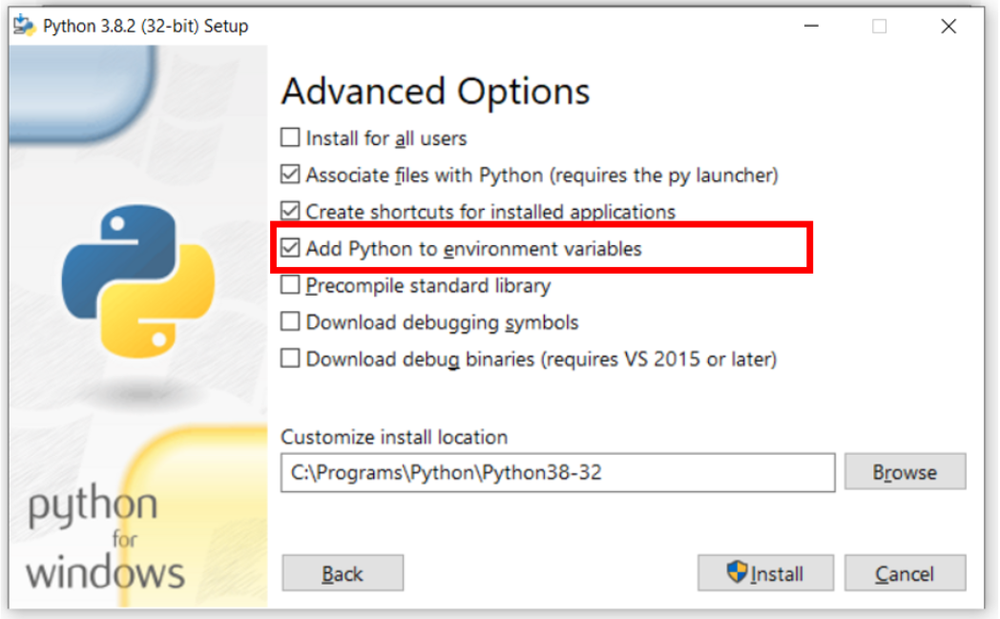 Python 3.8.2 (32-bit) Setup
Advanced Options
Install for all users
Associate files with Python (requires the py launcher)
Create shortcuts for installed applications
Add Python to environment variables
Precompile standard library
Download debugging symbols
Download debug binaries (requires VS 2015 or later)
Customize install location
C:\Programs\Python\Python38-32
Browse
python
for
windows
Back
Install
Cancel